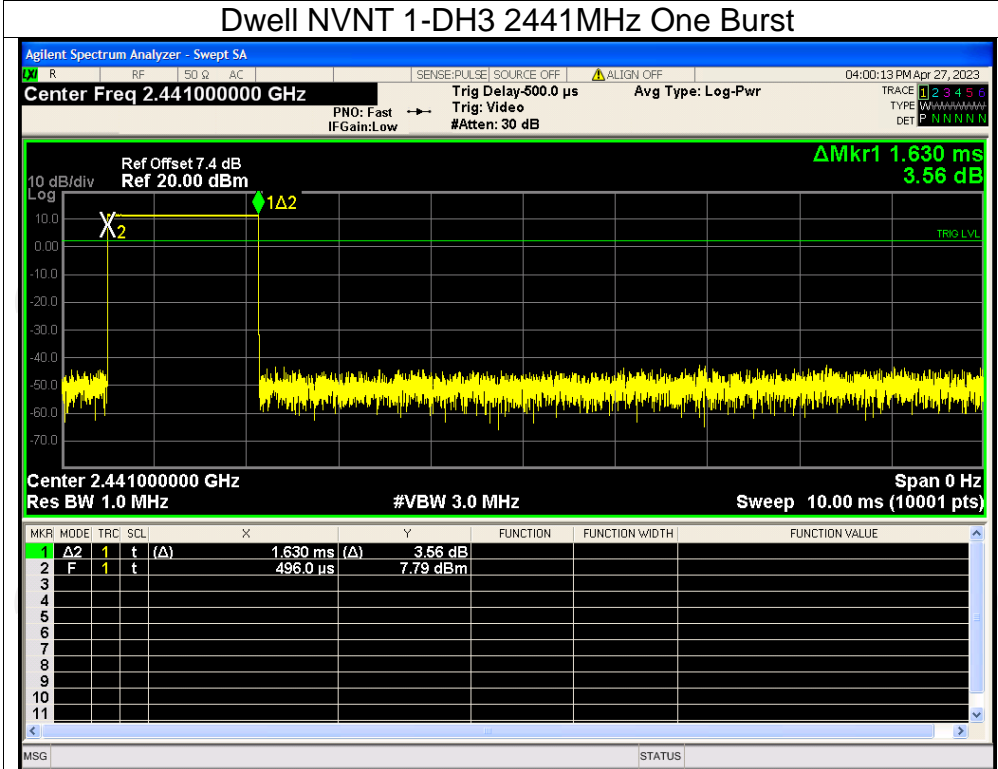 Dwell NVNT 1-DH3 2441MHz One Burst
Agilent Spectrum Analyzer - Swept SA
LXI R RF 50 Ω AC SENSE:PULSE SOURCE OFF ALIGN OFF 04:00:13 PM Apr 27, 2023
Center Freq 2.441000000 GHz
PNO: Fast
IFGain:Low
Trig Delay-500.0 µs
Trig: Video
#Atten: 30 dB
Avg Type: Log-Pwr
TRACE 1 2 3 4 5 6
TYPE
DET P N N N N N
ΔMkr1 1.630 ms
3.56 dB
Ref Offset 7.4 dB
10 dB/div Ref 20.00 dBm
Log
1Δ2
10.0
2
TRIG LVL
0.00
-10.0
-20.0
-30.0
-40.0
-50.0
-60.0
-70.0
Center 2.441000000 GHz Span 0 Hz
Res BW 1.0 MHz #VBW 3.0 MHz Sweep 10.00 ms (10001 pts)
MKR MODE TRC SCL X Y FUNCTION FUNCTION WIDTH FUNCTION VALUE
1 Δ2 1 t (Δ) 1.630 ms (Δ) 3.56 dB
2 F 1 t 496.0 µs 7.79 dBm
3
4
5
6
7
8
9
10
11
MSG STATUS